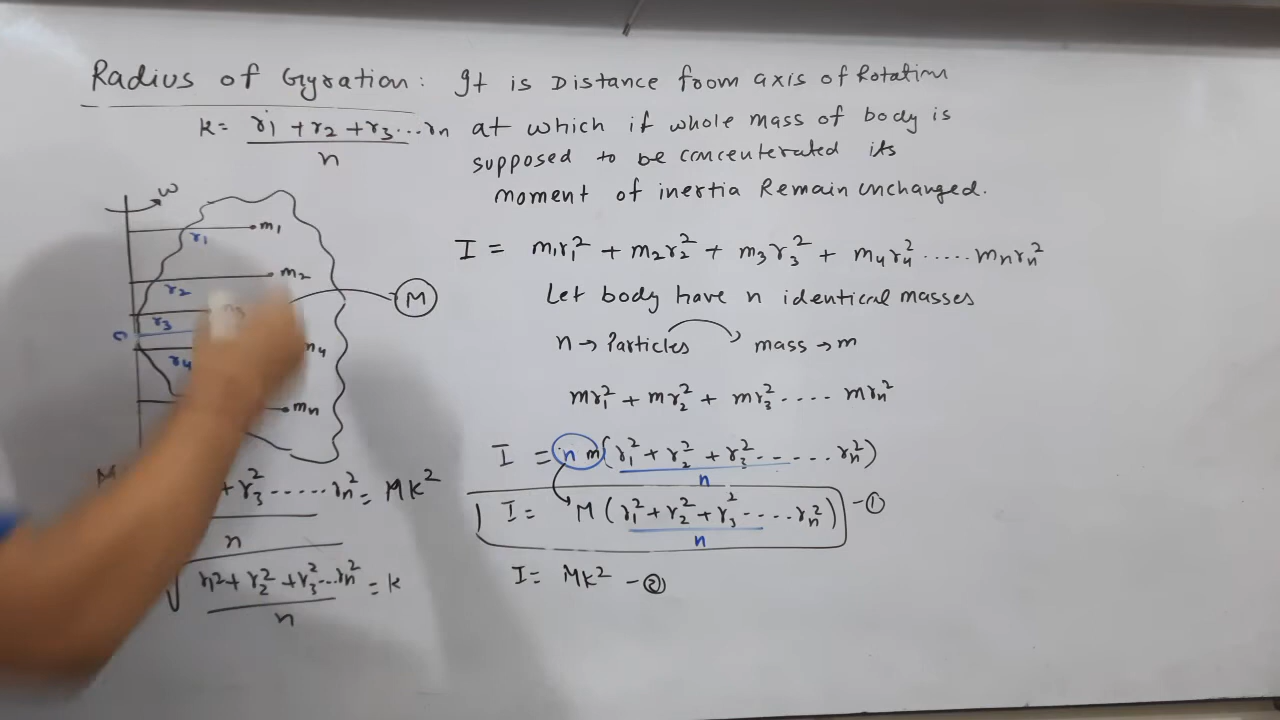 Radius of Gyration: It is Distance from axis of Rotation
K = r1 + r2 + r3 ... rn / n
at which if whole mass of body is
supposed to be concenterated its
moment of inertia Remain unchanged.
ω
r1 m1
r2 m2
r3
r4
mn
M
I = m1r1² + m2r2² + m3r3² + m4r4² ..... mnrn²
Let body have n identical masses
n → Particles mass → m
mr1² + mr2² + mr3² .... mrn²
I = n m(r1² + r2² + r3² ...... rn²) / n
I = M (r1² + r2² + r3² .... rn²) / n - ①
I = MK² - ②
+ r3² ..... rn² / n = MK²
√ r1² + r2² + r3² ... rn² / n = K